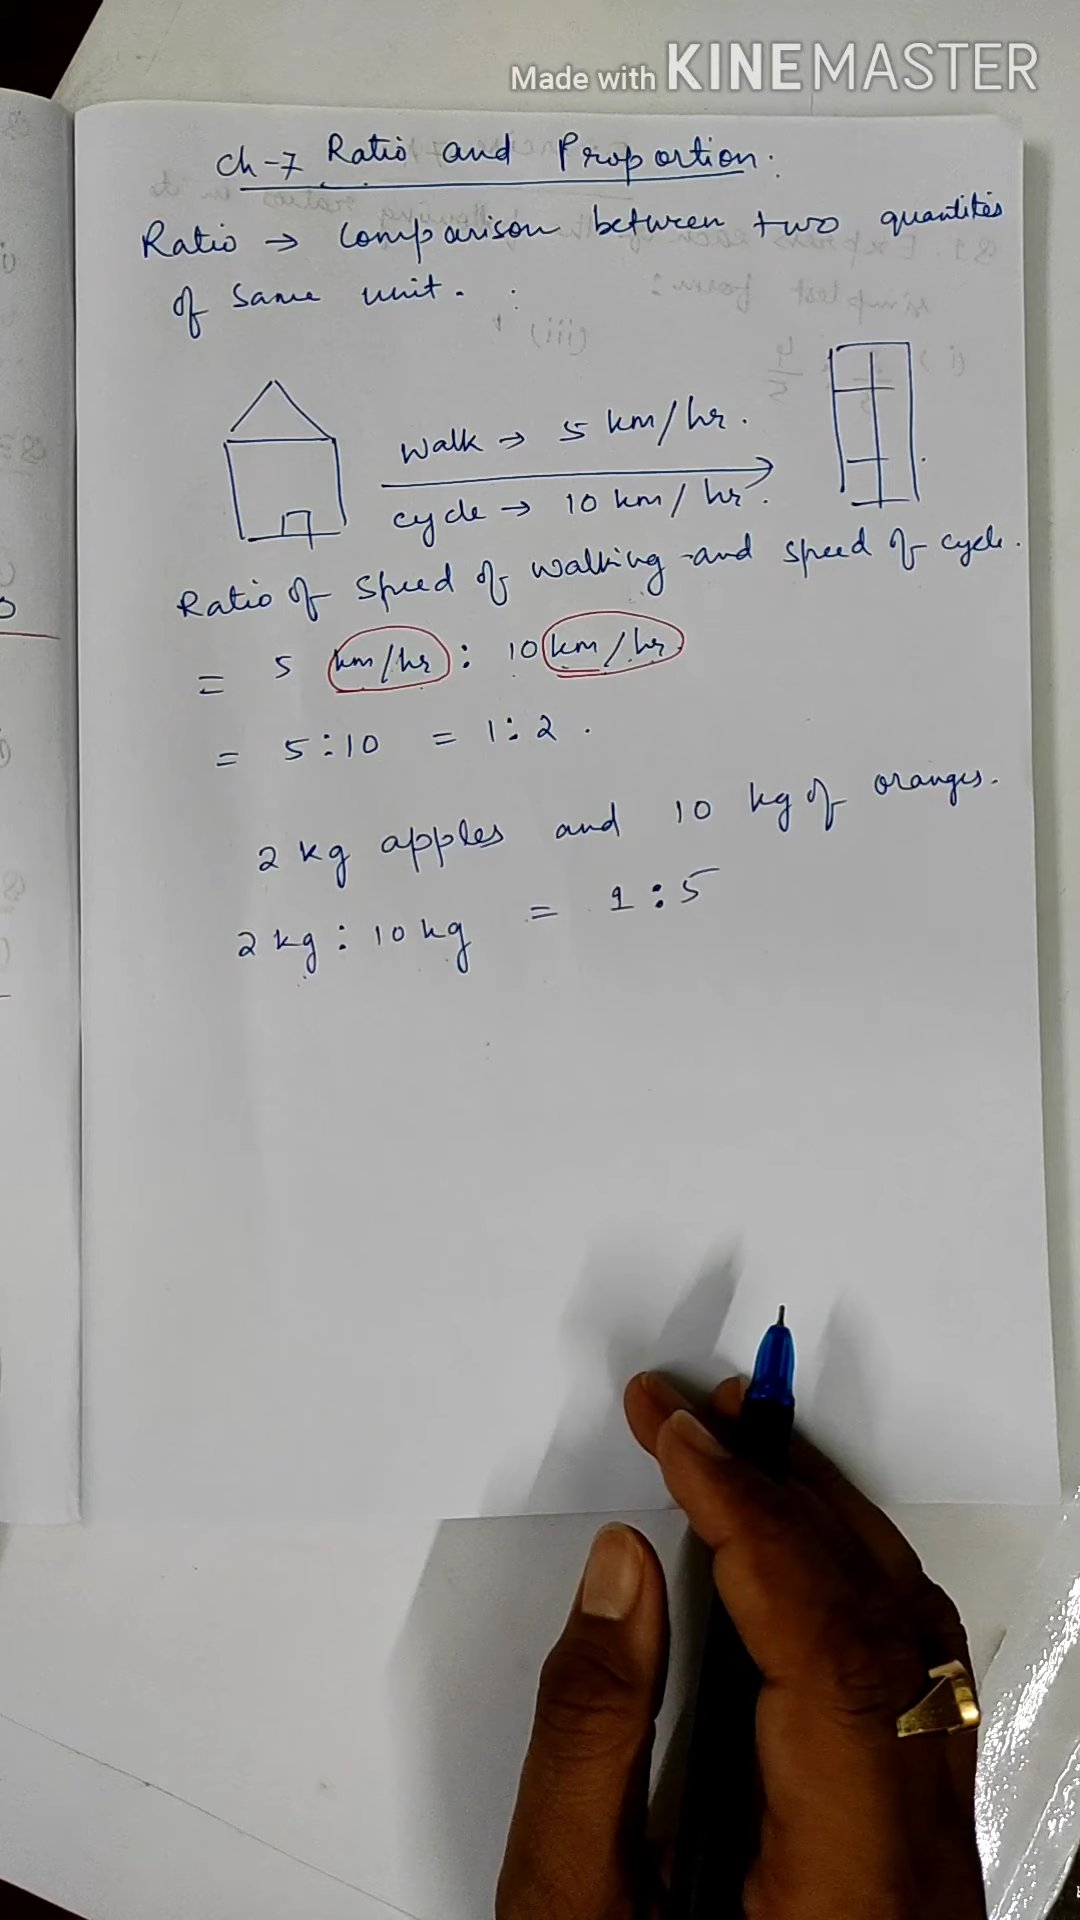 Made with KINEMASTER
Ch-7 Ratio and Proportion.
Ratio → Comparison between two quantities
of same unit.
Walk → 5 km/hr.
cycle → 10 km/hr.
Ratio of speed of walking and speed of cycle.
= 5 km/hr : 10 km/hr
= 5:10 = 1:2.
2 kg apples and 10 kg of oranges.
2 kg : 10 kg = 1:5